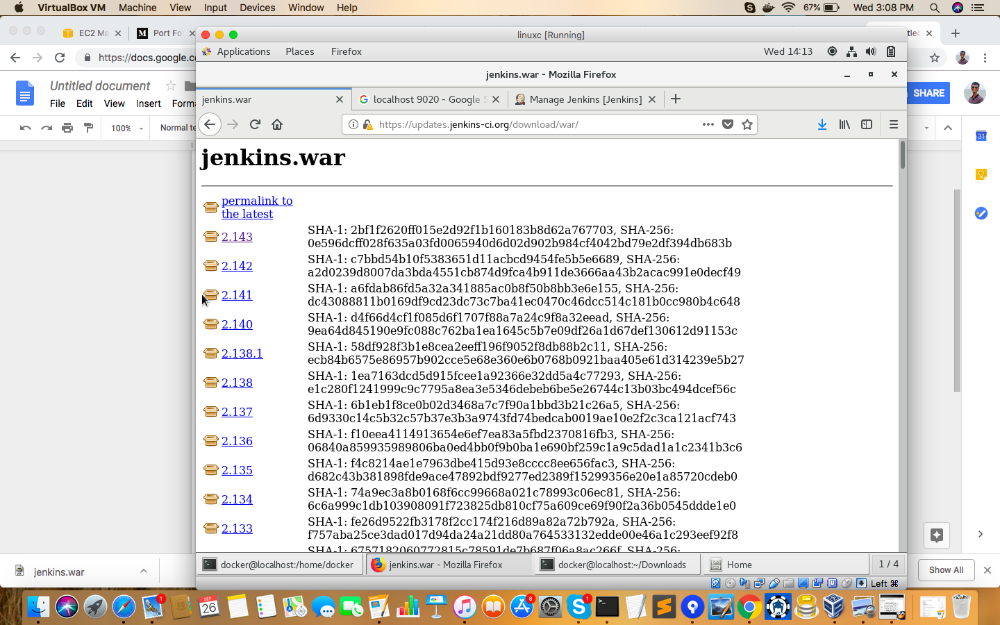 VirtualBox VM Machine View Input Devices Window Help 67% Wed 3:08 PM
EC2 Ma Port Fo
linuxc [Running]
https://docs.google.c
Applications Places Firefox Wed 14:13
Untitled document
File Edit View Insert Forma
SHARE
jenkins.war - Mozilla Firefox
jenkins.war localhost 9020 - Google S Manage Jenkins [Jenkins]
100% Normal te
https://updates.jenkins-ci.org/download/war/
31
jenkins.war
permalink to
the latest
2.143 SHA-1: 2bf1f2620ff015e2d92f1b160183b8d62a767703, SHA-256:
0e596dcff028f635a03fd0065940d6d02d902b984cf4042bd79e2df394db683b
2.142 SHA-1: c7bbd54b10f5383651d11acbcd9454fe5b5e6689, SHA-256:
a2d0239d8007da3bda4551cb874d9fca4b911de3666aa43b2acac991e0decf49
2.141 SHA-1: a6fdab86fd5a32a341885ac0b8f50b8bb3e6e155, SHA-256:
dc43088811b0169df9cd23dc73c7ba41ec0470c46dcc514c181b0cc980b4c648
2.140 SHA-1: d4f66d4cf1f085d6f1707f88a7a24c9f8a32eead, SHA-256:
9ea64d845190e9fc088c762ba1ea1645c5b7e09df26a1d67def130612d91153c
2.138.1 SHA-1: 58df928f3b1e8cea2eeff196f9052f8db88b2c11, SHA-256:
ecb84b6575e86957b902cce5e68e360e6b0768b0921baa405e61d314239e5b27
2.138 SHA-1: 1ea7163dcd5d915fcee1a92366e32dd5a4c77293, SHA-256:
e1c280f1241999c9c7795a8ea3e5346debeb6be5e26744c13b03bc494dcef56c
2.137 SHA-1: 6b1eb1f8ce0b02d3468a7c7f90a1bbd3b21c26a5, SHA-256:
6d9330c14c5b32c57b37e3b3a9743fd74bedcab0019ae10e2f2c3ca121acf743
2.136 SHA-1: f10eea4114913654e6ef7ea83a5fbd2370816fb3, SHA-256:
06840a859935989806ba0ed4bb0f9b0ba1e690bf259c1a9c5dad1a1c2341b3c6
2.135 SHA-1: f4c8214ae1e7963dbe415d93e8cccc8ee656fac3, SHA-256:
d682c43b381898fde9ace47892bdf9277ed2389f15299356e20e1a85720cdeb0
2.134 SHA-1: 74a9ec3a8b0168f6cc99668a021c78993c06ec81, SHA-256:
6c6a999c1db103908091f723825db810cf75a609ce69f90f2a36b0545ddde1e0
2.133 SHA-1: fe26d9522fb3178f2cc174f216d89a82a72b792a, SHA-256:
f757aba25ce3dad017d94da24a21dd80a764533132edde00e46a1c293eef92f8
SHA-1: 6757182060772815c78591de7b687f06a8ac266f, SHA-256:
docker@localhost:/home/docker jenkins.war - Mozilla Firefox docker@localhost:~/Downloads Home 1 / 4
jenkins.war
Show All
Left ⌘
SEP
26
1 8 1